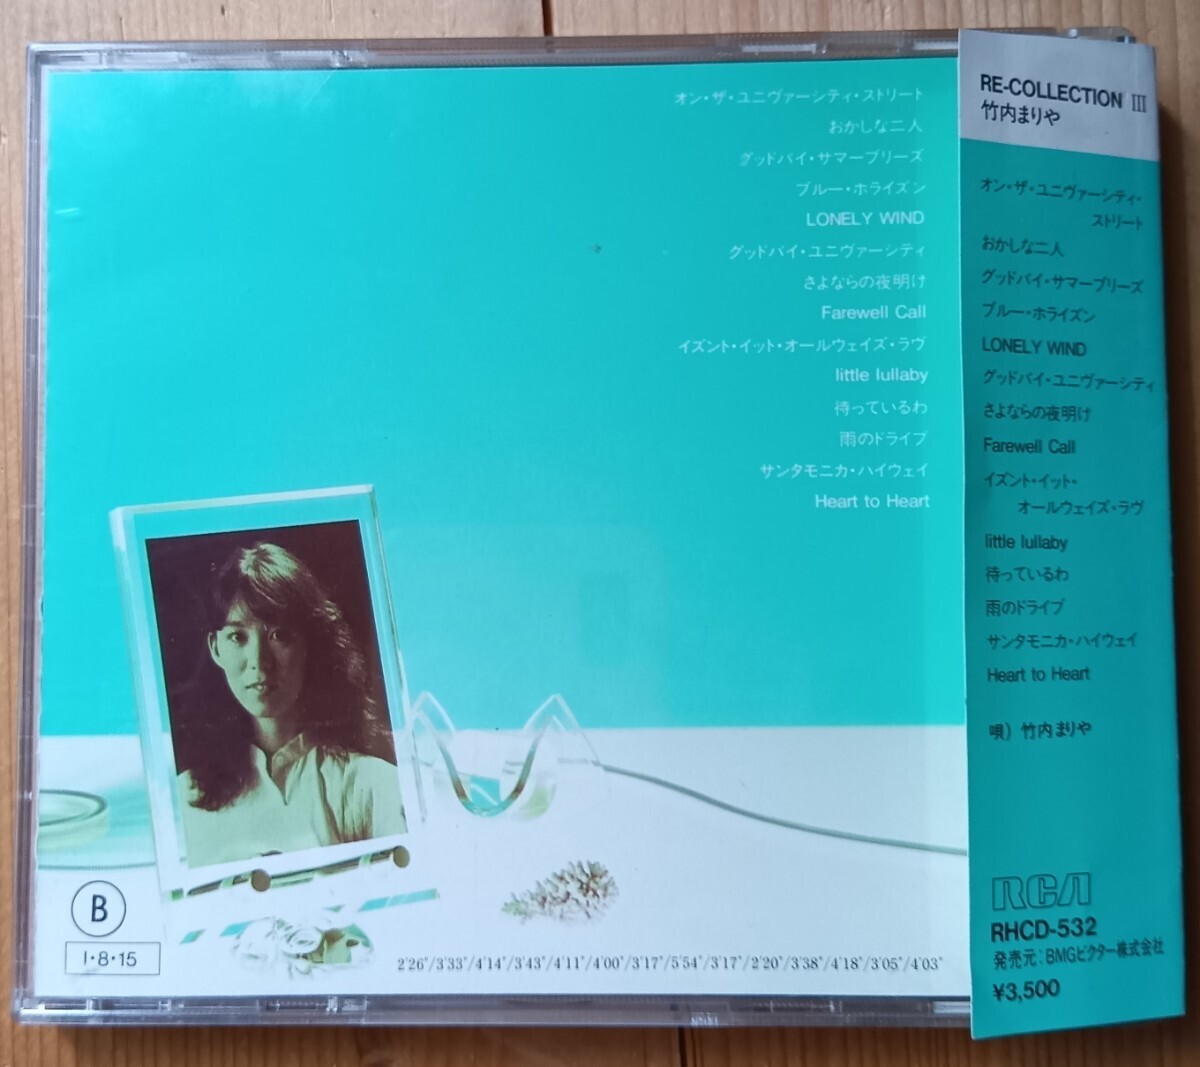 オン・ザ・ユニヴァーシティ・ストリート
おかしな二人
グッドバイ・サマーブリーズ
ブルー・ホライズン
LONELY WIND
グッドバイ・ユニヴァーシティ
さよならの夜明け
Farewell Call
イズント・イット・オールウェイズ・ラヴ
little lullaby
待っているわ
雨のドライブ
サンタモニカ・ハイウェイ
Heart to Heart
B
I・8・15
2'26"/3'33"/4'14"/3'43"/4'11"/4'00"/3'17"/5'54"/3'17"/2'20"/3'38"/4'18"/3'05"/4'03"
RE-COLLECTION III
竹内まりや
オン・ザ・ユニヴァーシティ・
ストリート
おかしな二人
グッドバイ・サマーブリーズ
ブルー・ホライズン
LONELY WIND
グッドバイ・ユニヴァーシティ
さよならの夜明け
Farewell Call
イズント・イット・
オールウェイズ・ラヴ
little lullaby
待っているわ
雨のドライブ
サンタモニカ・ハイウェイ
Heart to Heart
唄) 竹内まりや
RCA
RHCD-532
発売元:BMGビクター株式会社
¥3,500